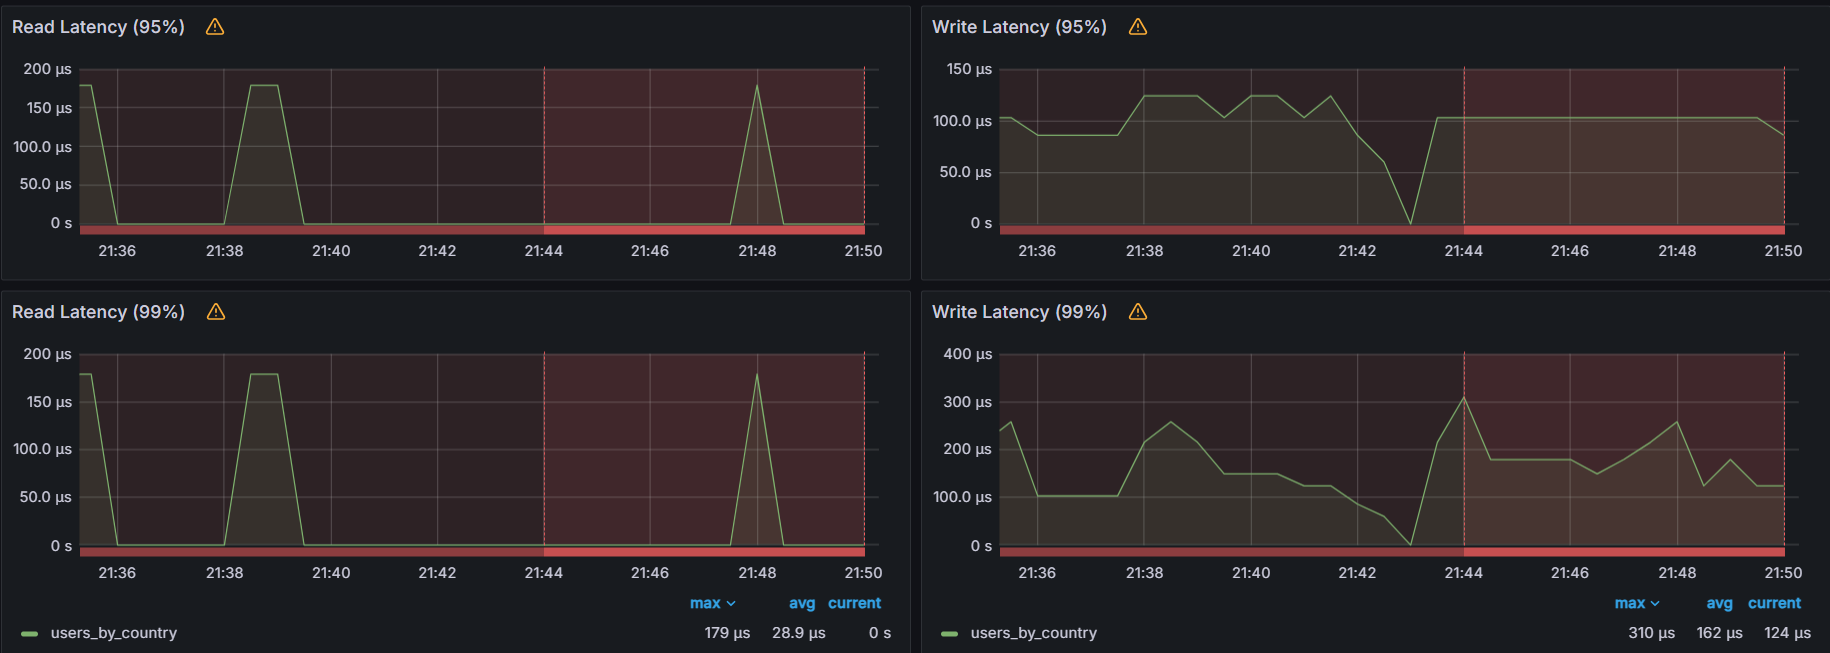 Read Latency (95%)
200 µs
150 µs
100.0 µs
50.0 µs
0 s
21:36 21:38 21:40 21:42 21:44 21:46 21:48 21:50
Write Latency (95%)
150 µs
100.0 µs
50.0 µs
0 s
21:36 21:38 21:40 21:42 21:44 21:46 21:48 21:50
Read Latency (99%)
200 µs
150 µs
100.0 µs
50.0 µs
0 s
21:36 21:38 21:40 21:42 21:44 21:46 21:48 21:50
max avg current
users_by_country 179 µs 28.9 µs 0 s
Write Latency (99%)
400 µs
300 µs
200 µs
100.0 µs
0 s
21:36 21:38 21:40 21:42 21:44 21:46 21:48 21:50
max avg current
users_by_country 310 µs 162 µs 124 µs